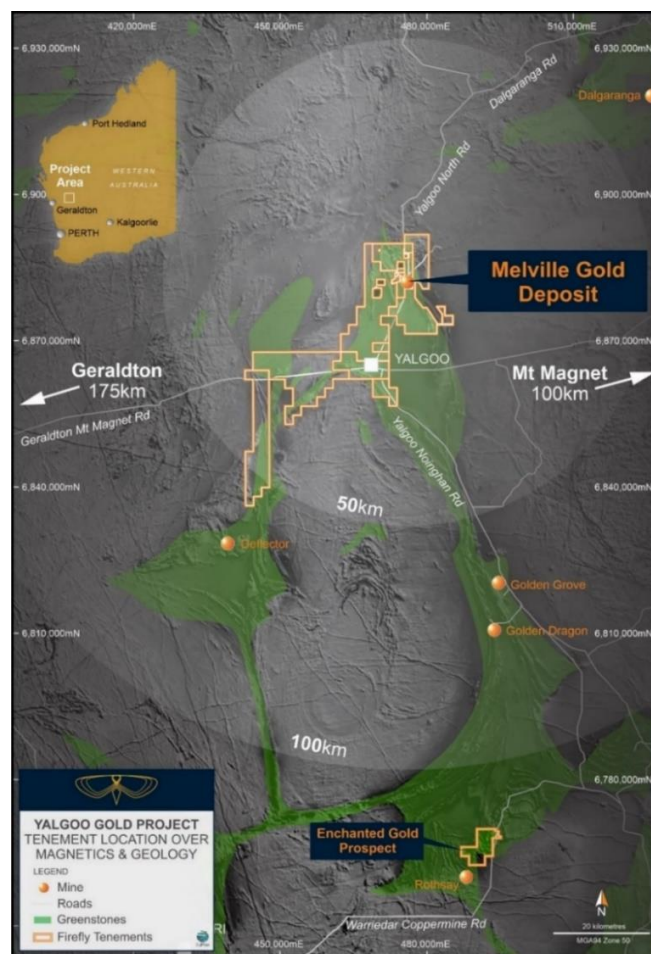 420,000mE
450,000mE
480,000mE
510,000mE
6,930,000mN
6,930,000mN
Dalgaranga Rd
Dalgaranga
Port Hedland
Project
Area
WESTERN
AUSTRALIA
Geraldton
Kalgoorlie
PERTH
6,900
6,900,000mN
Yalgoo North Rd
Melville Gold
Deposit
6,870,000mN
6,870,000mN
YALGOO
Geraldton
175km
Mt Magnet
100km
Geraldton Mt Magnet Rd
Yalgoo Ninghan Rd
6,840,000mN
6,840,000mN
50km
Deflector
Golden Grove
Golden Dragon
6,810,000mN
6,810,000mN
100km
6,780,000mN
Enchanted Gold
Prospect
Rothsay
Warriedar Coppermine Rd
YALGOO GOLD PROJECT
TENEMENT LOCATION OVER
MAGNETICS & GEOLOGY
LEGEND
Mine
Roads
Greenstones
Firefly Tenements
RI
450,000mE
480,000mE
N
20 kilometres
MGA94 Zone 50